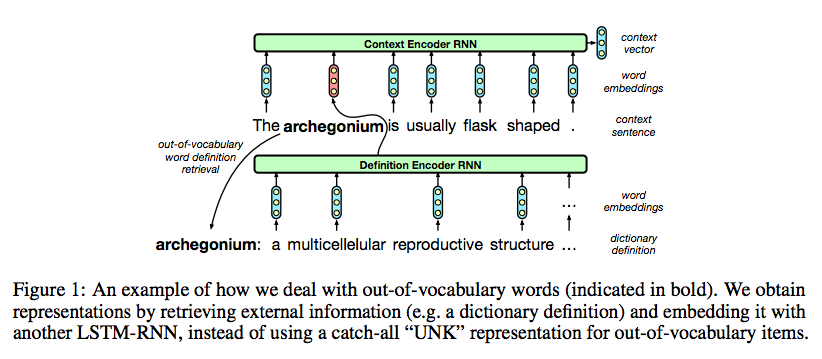 Context Encoder RNN
context
vector
word
embeddings
The archegonium is usually flask shaped .
context
sentence
out-of-vocabulary
word definition
retrieval
Definition Encoder RNN
word
embeddings
...
archegonium: a multicellelular reproductive structure ...
dictionary
definition
Figure 1: An example of how we deal with out-of-vocabulary words (indicated in bold). We obtain
representations by retrieving external information (e.g. a dictionary definition) and embedding it with
another LSTM-RNN, instead of using a catch-all “UNK” representation for out-of-vocabulary items.